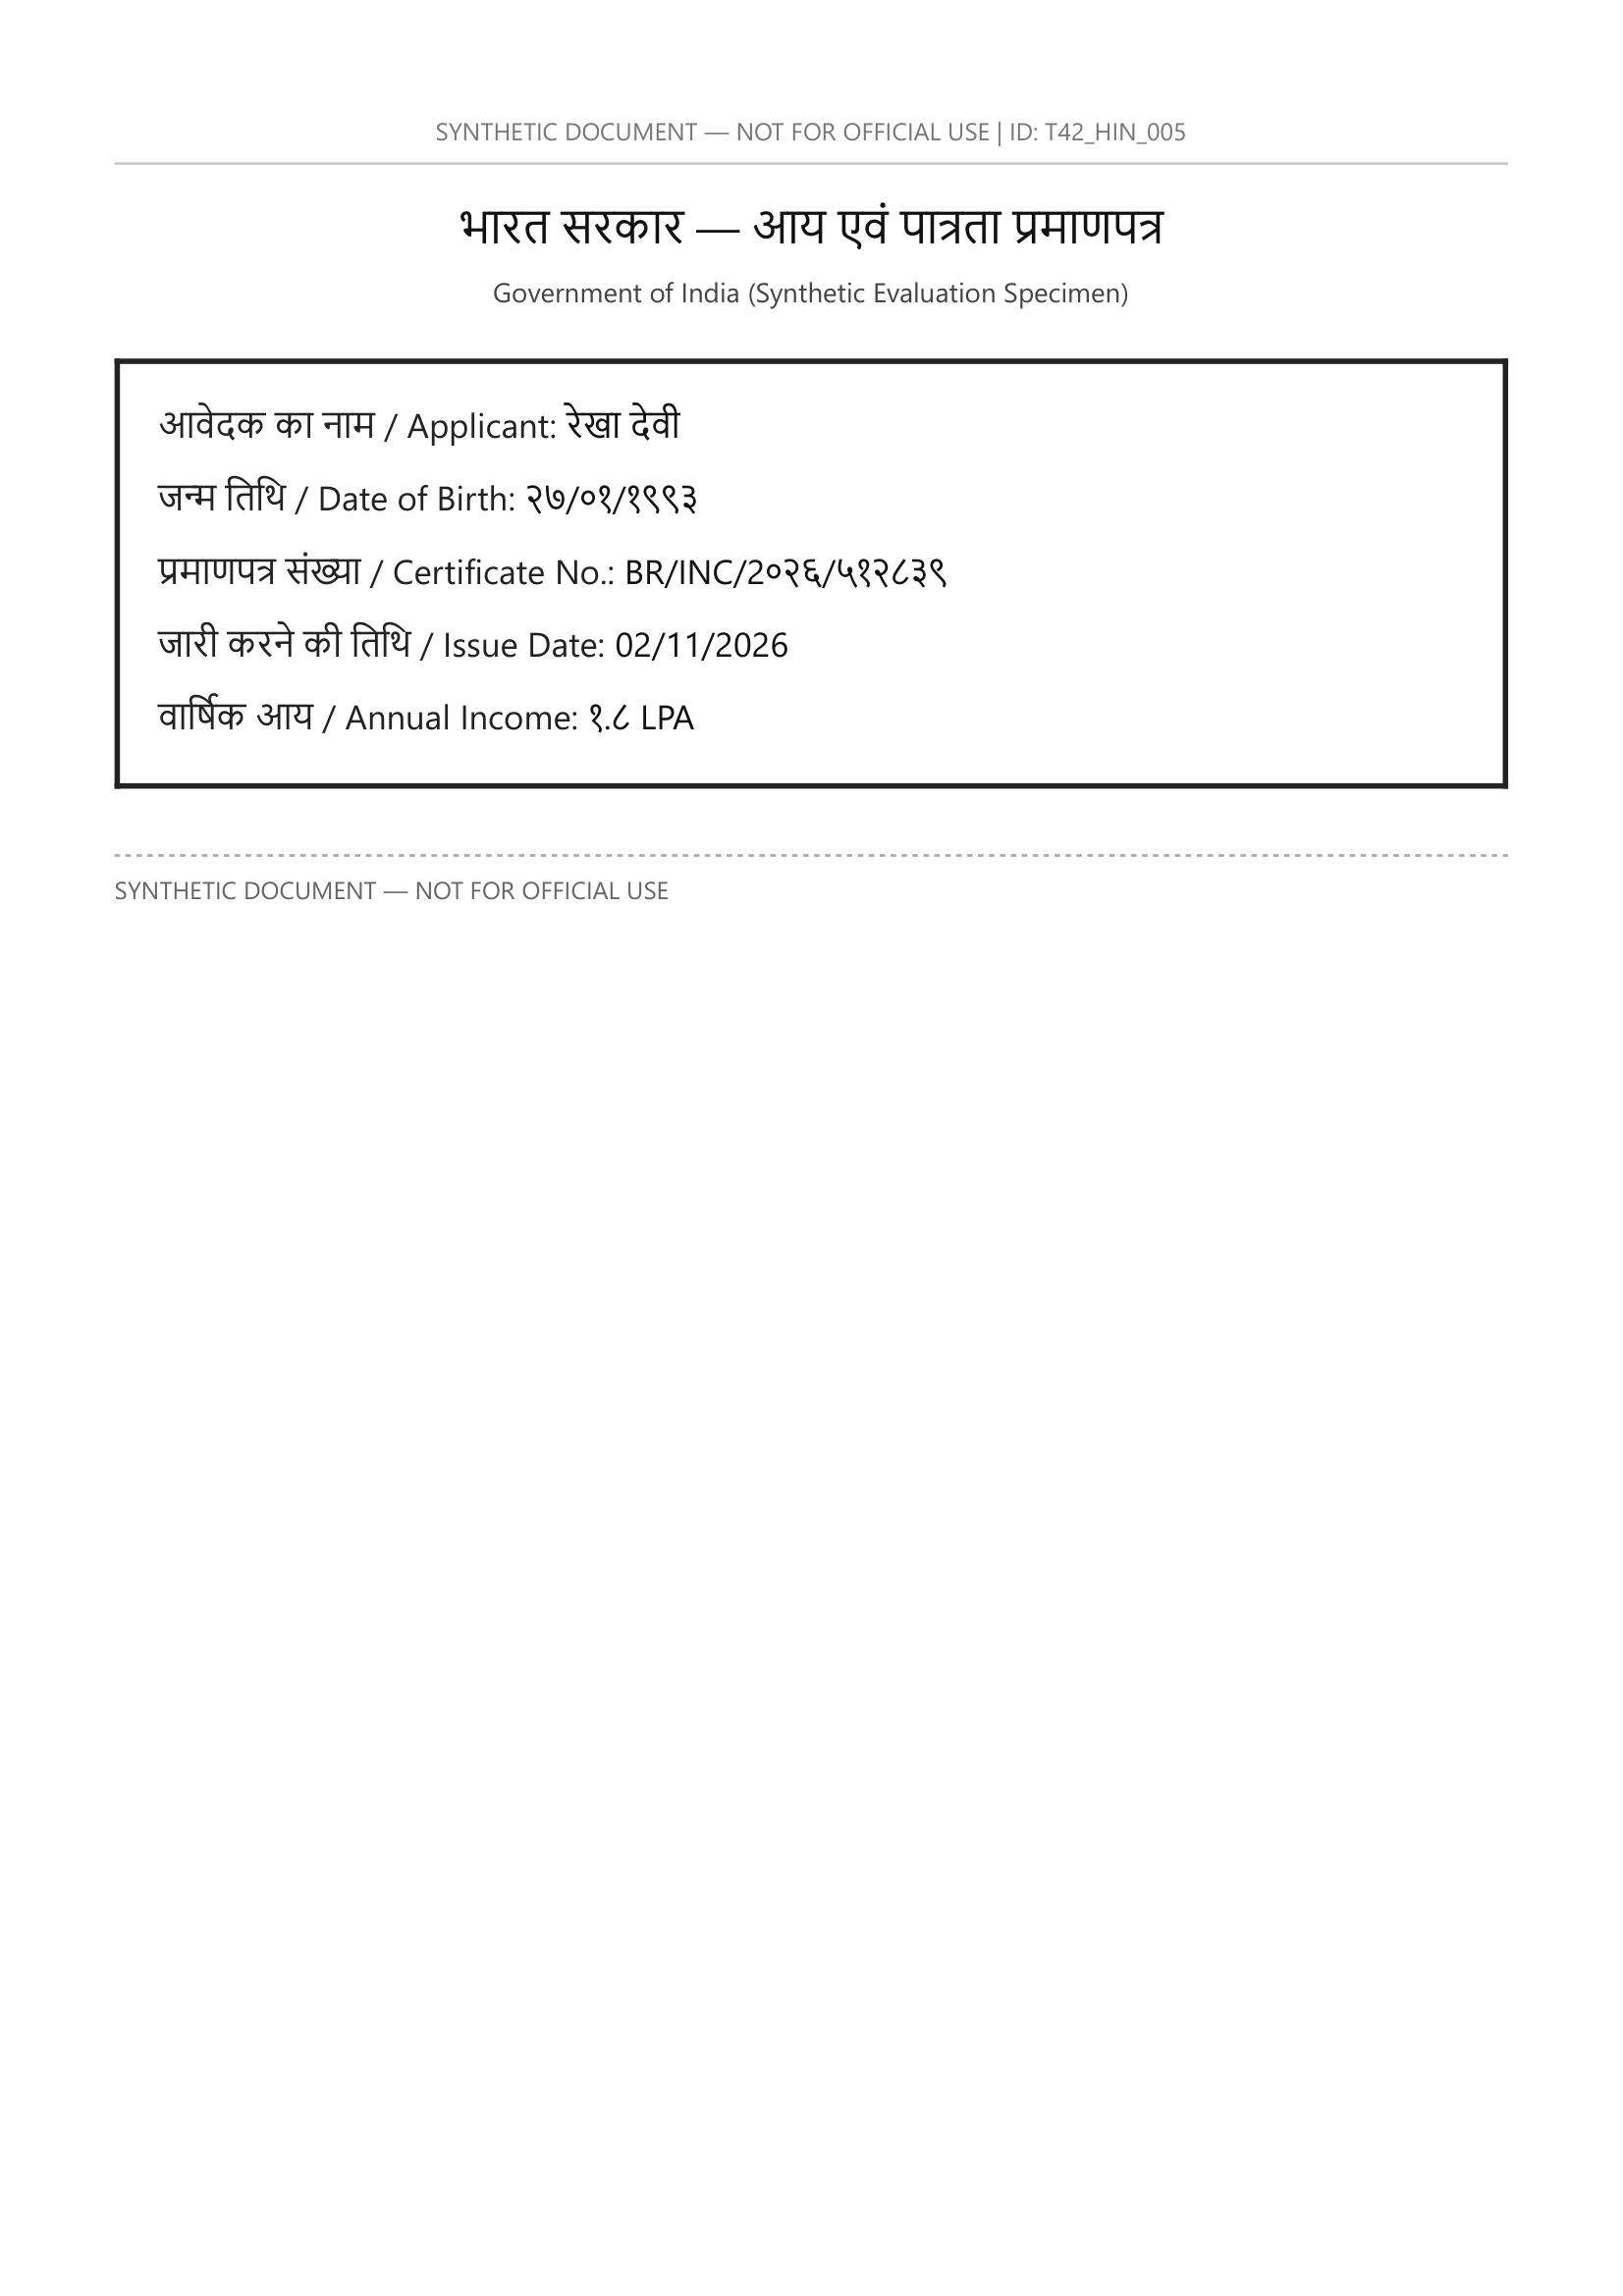 SYNTHETIC DOCUMENT — NOT FOR OFFICIAL USE | ID: T42_HIN_005
भारत सरकार — आय एवं पात्रता प्रमाणपत्र
Government of India (Synthetic Evaluation Specimen)
आवेदक का नाम / Applicant: रेखा देवी
जन्म तिथि / Date of Birth: २७/०१/१९९३
प्रमाणपत्र संख्या / Certificate No.: BR/INC/2०२६/५१२८३९
जारी करने की तिथि / Issue Date: 02/11/2026
वार्षिक आय / Annual Income: १.८ LPA
SYNTHETIC DOCUMENT — NOT FOR OFFICIAL USE